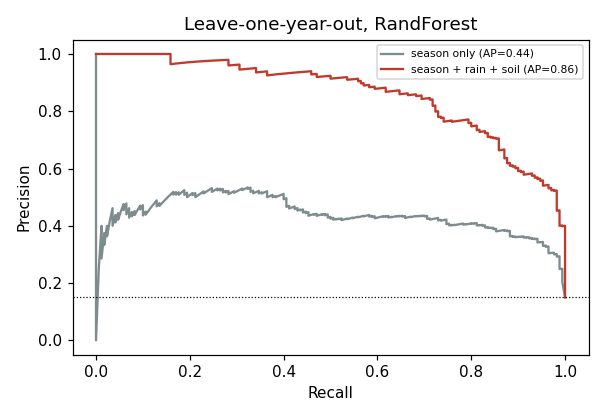 Leave-one-year-out, RandForest
season only (AP=0.44)
season + rain + soil (AP=0.86)
Precision
1.0
0.8
0.6
0.4
0.2
0.0
0.0 0.2 0.4 0.6 0.8 1.0
Recall